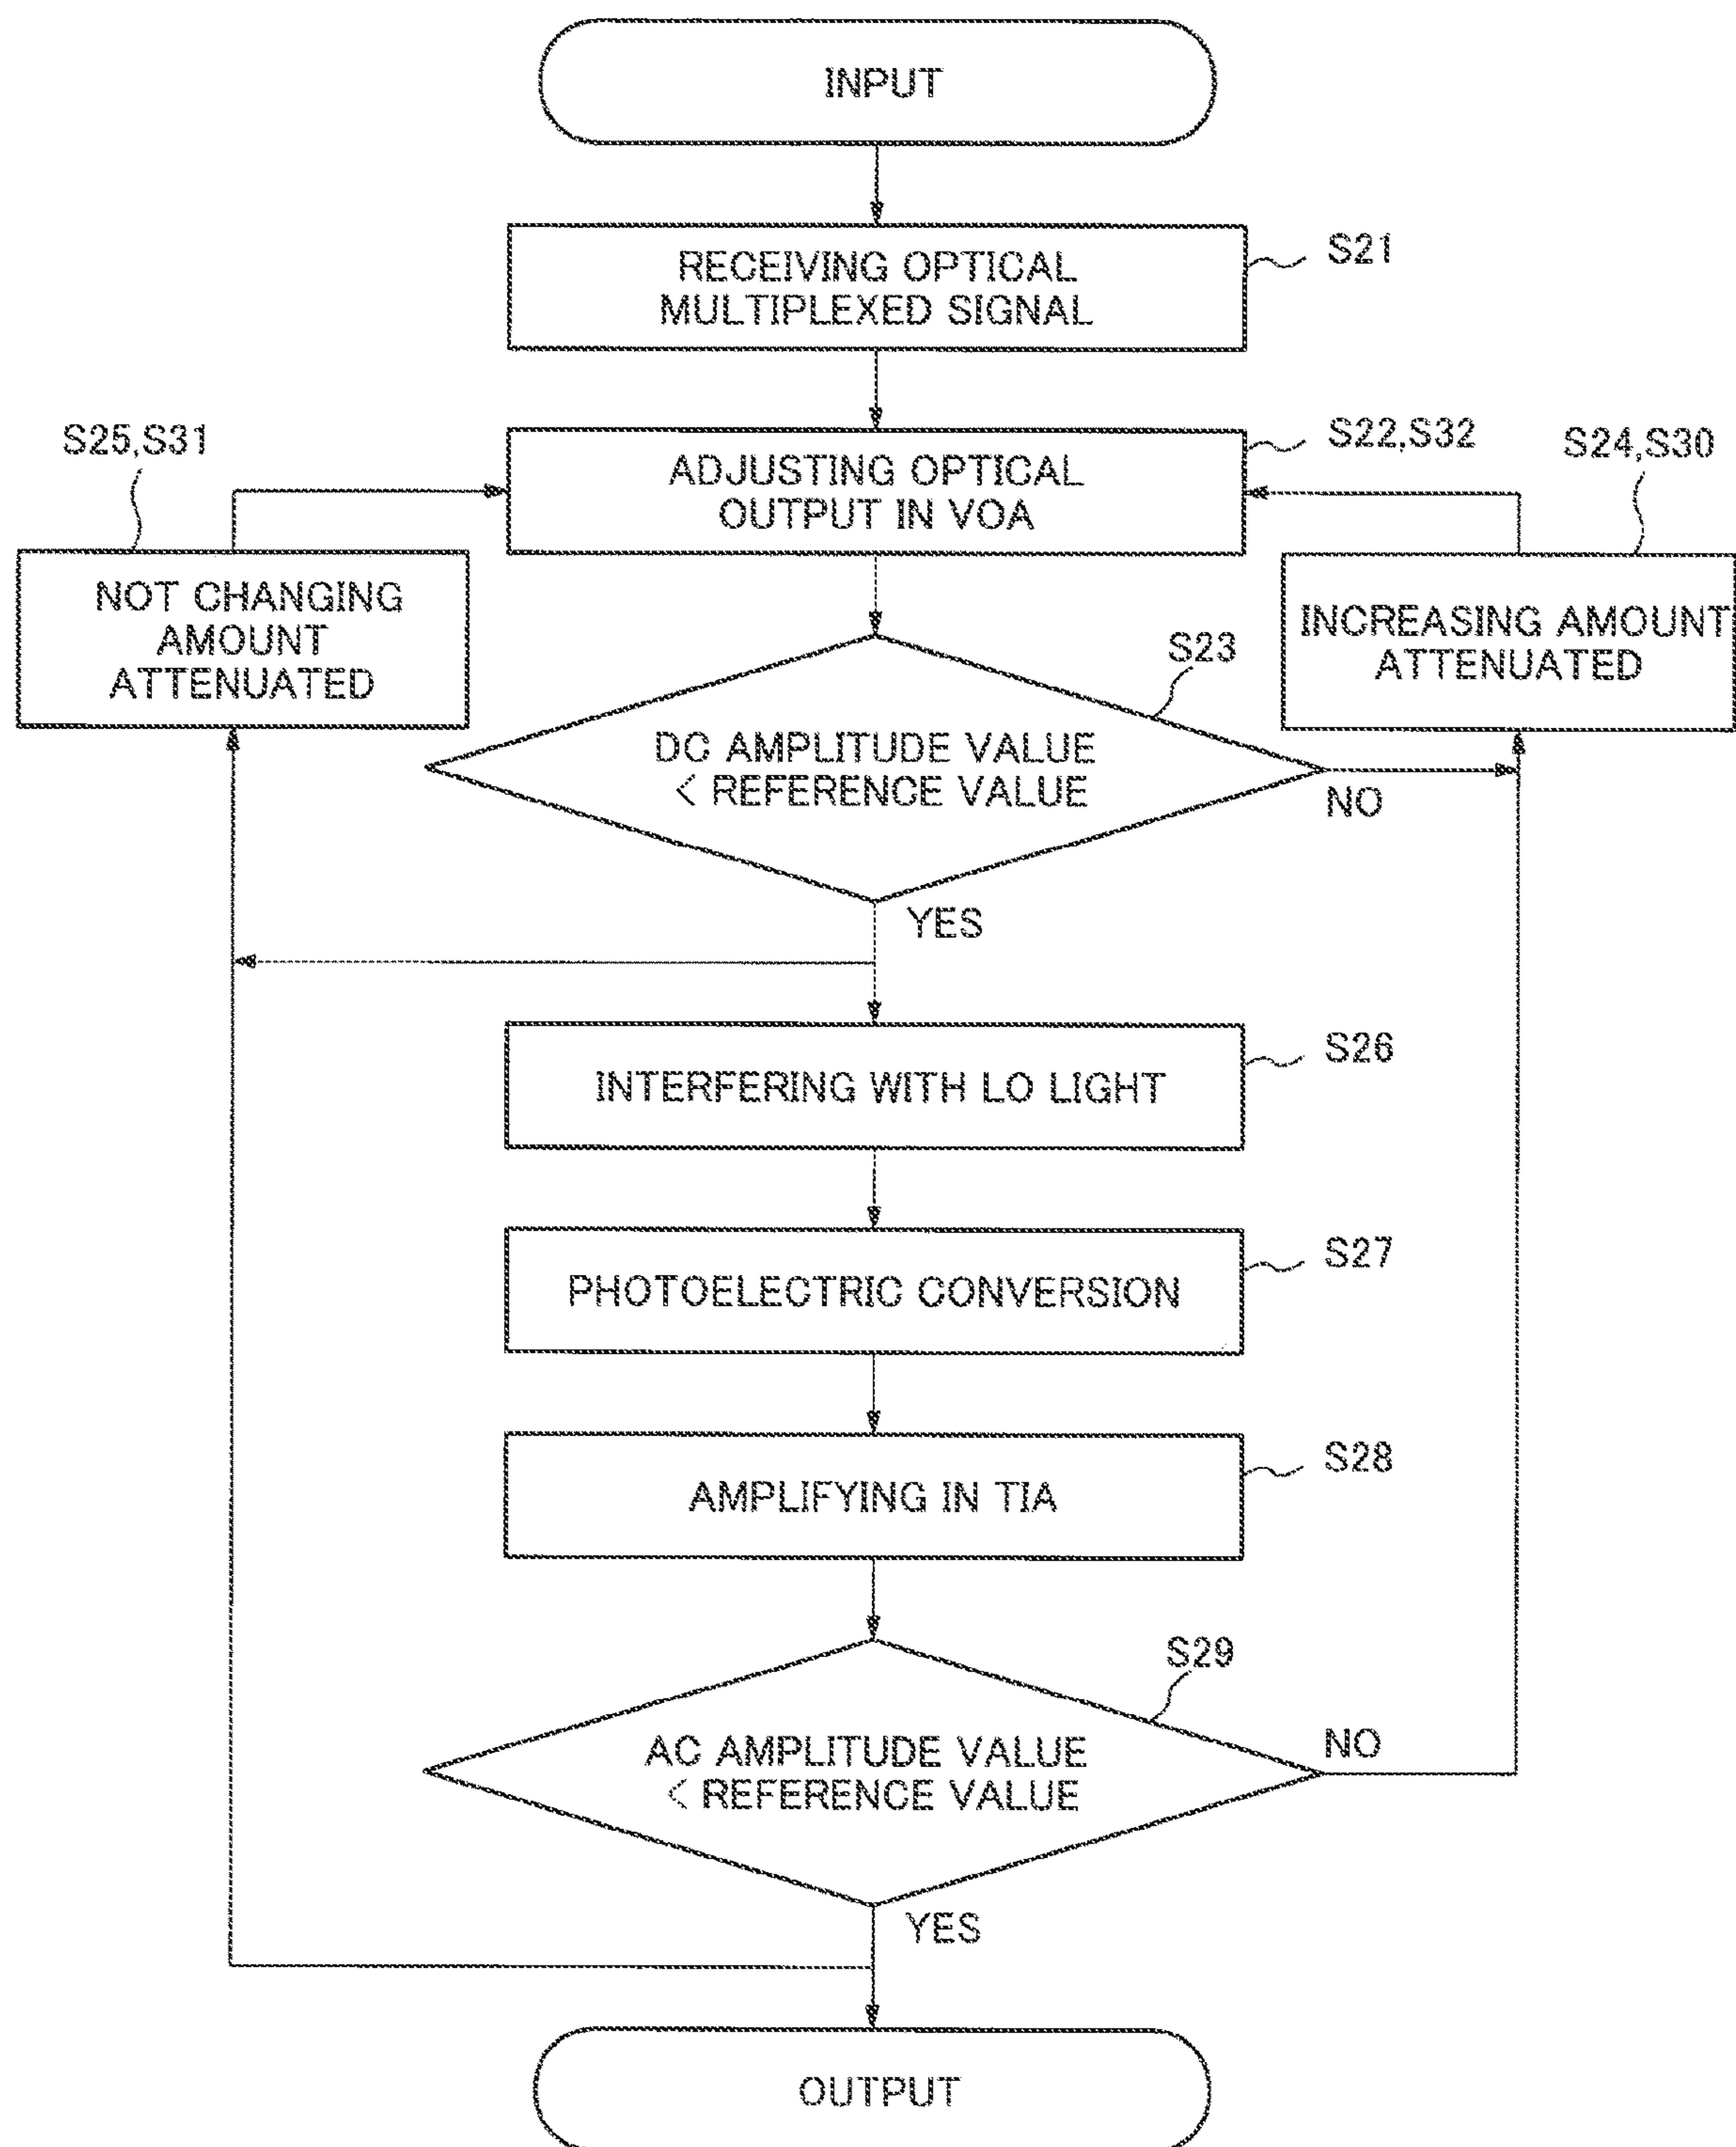 INPUT
RECEIVING OPTICAL
MULTIPLEXED SIGNAL
S21
S25,S31
ADJUSTING OPTICAL
OUTPUT IN VOA
S22,S32
S24,S30
NOT CHANGING
AMOUNT
ATTENUATED
INCREASING AMOUNT
ATTENUATED
S23
DC AMPLITUDE VALUE
< REFERENCE VALUE
NO
YES
INTERFERING WITH LO LIGHT
S26
PHOTOELECTRIC CONVERSION
S27
AMPLIFYING IN TIA
S28
S29
AC AMPLITUDE VALUE
< REFERENCE VALUE
NO
YES
OUTPUT